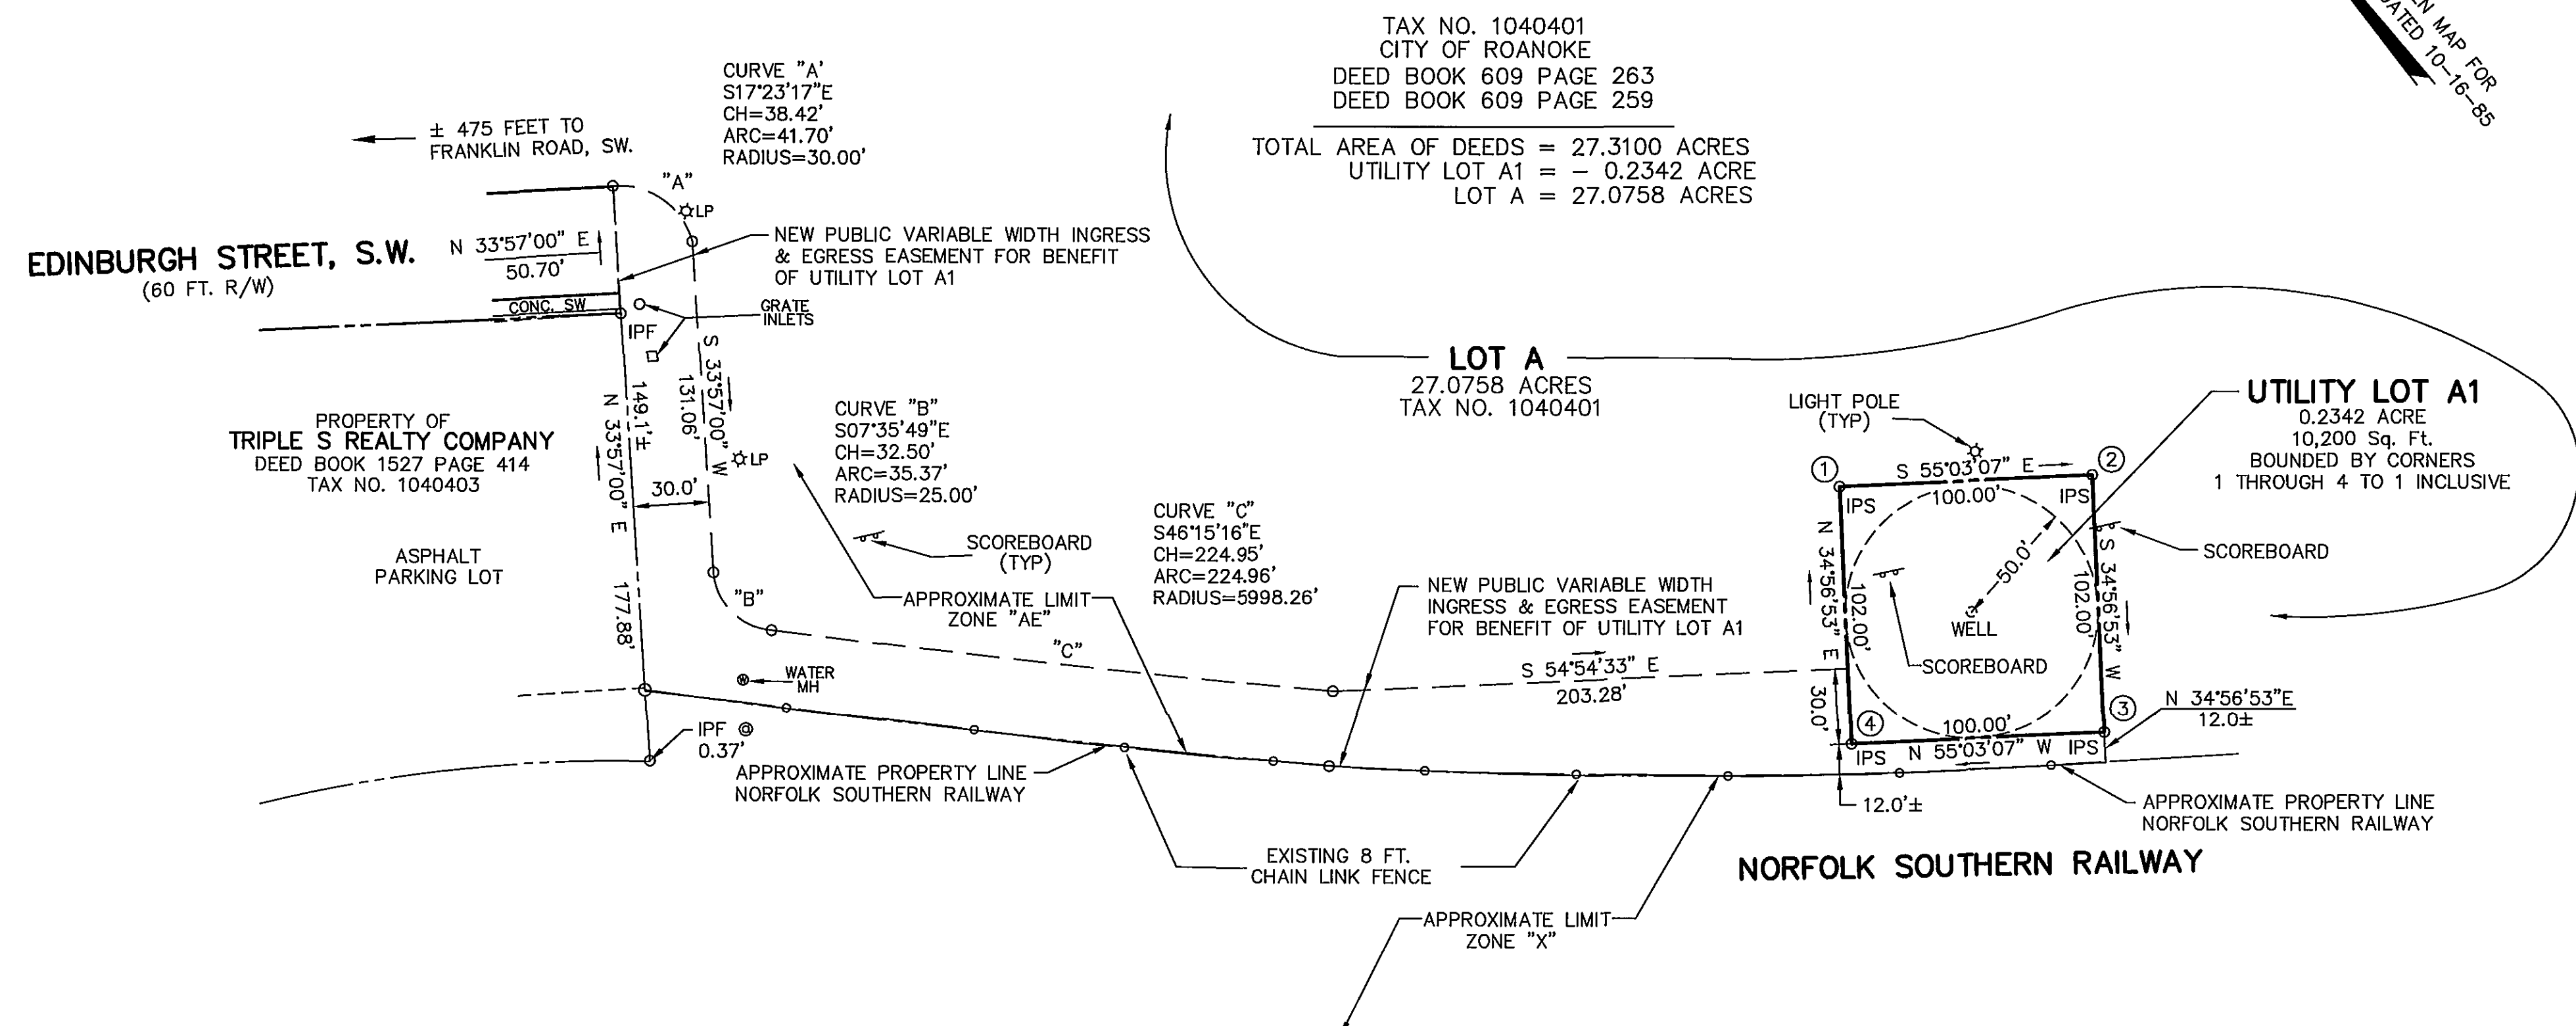 TAX NO. 1040401
CITY OF ROANOKE
DEED BOOK 609 PAGE 263
DEED BOOK 609 PAGE 259
TOTAL AREA OF DEEDS = 27.3100 ACRES
UTILITY LOT A1 = - 0.2342 ACRE
LOT A = 27.0758 ACRES
MAP FOR
DATED 10-16-85
CURVE "A'
S17°23'17"E
CH=38.42'
ARC=41.70'
RADIUS=30.00'
± 475 FEET TO
FRANKLIN ROAD, SW.
"A"
LP
EDINBURGH STREET, S.W.
(60 FT. R/W)
N 33°57'00" E
50.70'
NEW PUBLIC VARIABLE WIDTH INGRESS
& EGRESS EASEMENT FOR BENEFIT
OF UTILITY LOT A1
CONC. SW
GRATE
INLETS
IPF
S 33°57'00" W
131.06'
149.1'±
N 33°57'00" E
177.88'
30.0'
LP
PROPERTY OF
TRIPLE S REALTY COMPANY
DEED BOOK 1527 PAGE 414
TAX NO. 1040403
ASPHALT
PARKING LOT
CURVE "B"
S07°35'49"E
CH=32.50'
ARC=35.37'
RADIUS=25.00'
SCOREBOARD
(TYP)
APPROXIMATE LIMIT
ZONE "AE"
"B"
CURVE "C"
S46°15'16"E
CH=224.95'
ARC=224.96'
RADIUS=5998.26'
"C"
LOT A
27.0758 ACRES
TAX NO. 1040401
NEW PUBLIC VARIABLE WIDTH
INGRESS & EGRESS EASEMENT
FOR BENEFIT OF UTILITY LOT A1
S 54°54'33" E
203.28'
LIGHT POLE
(TYP)
UTILITY LOT A1
0.2342 ACRE
10,200 Sq. Ft.
BOUNDED BY CORNERS
1 THROUGH 4 TO 1 INCLUSIVE
1
S 55°03'07" E
2
100.00'
IPS
IPS
N 34°56'53" E
102.00'
50.0'
WELL
SCOREBOARD
SCOREBOARD
S 34°56'53" W
102.00'
30.0'
4
100.00'
3
IPS
N 55°03'07" W
IPS
N 34°56'53"E
12.0±
12.0'±
WATER
MH
W
IPF @
0.37'
APPROXIMATE PROPERTY LINE
NORFOLK SOUTHERN RAILWAY
APPROXIMATE PROPERTY LINE
NORFOLK SOUTHERN RAILWAY
EXISTING 8 FT.
CHAIN LINK FENCE
NORFOLK SOUTHERN RAILWAY
APPROXIMATE LIMIT
ZONE "X"